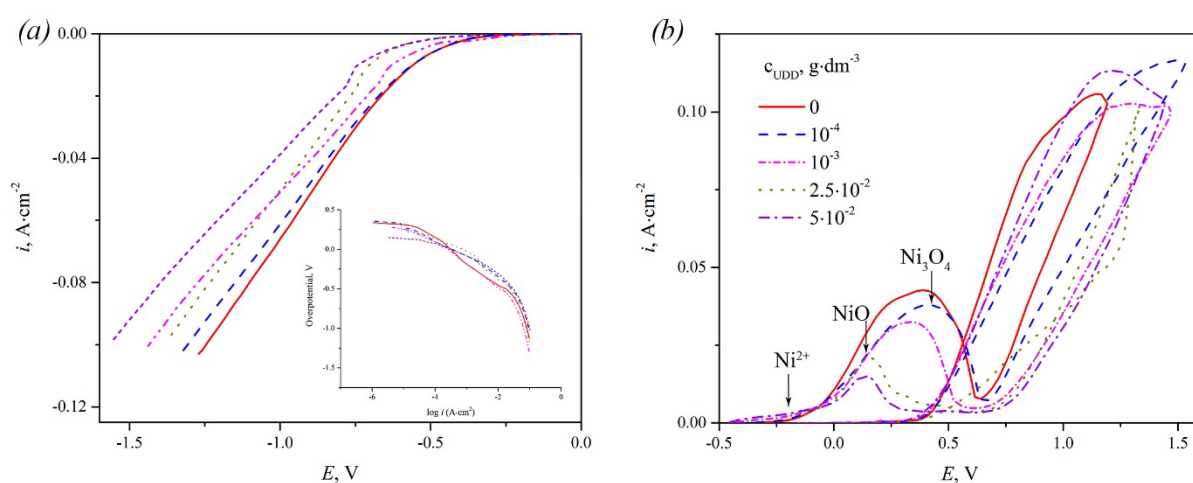 (a)
0.00
-0.04
-0.08
-0.12
i, A·cm⁻²
-1.5
-1.0
-0.5
0.0
E, V
0.5
0.0
-0.5
-1.0
-1.5
Overpotential, V
-6
-4
-2
0
log i (A·cm²)
(b)
c_UDD, g·dm⁻³
0
10⁻⁴
10⁻³
2.5·10⁻²
5·10⁻²
Ni₃O₄
NiO
Ni²⁺
0.10
0.05
0.00
i, A·cm⁻²
-0.5
0.0
0.5
1.0
1.5
E, V